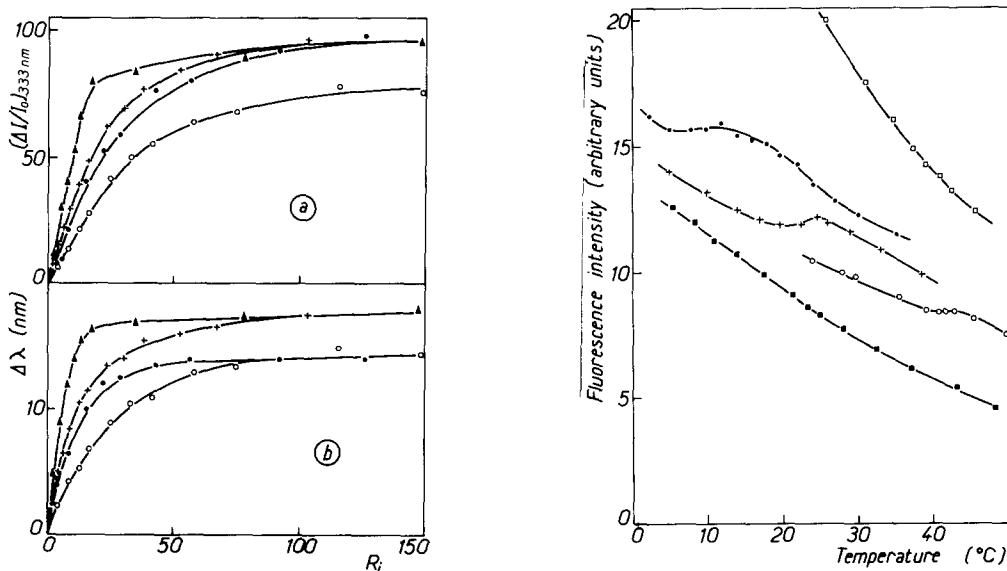 100
50
0
(ΔI/I₀)₃₃₃ nm
a
10
0
Δλ (nm)
b
0 50 100 150
Ri
20
15
10
5
0
Fluorescence intensity (arbitrary units)
0 10 20 30 40
Temperature (°C)